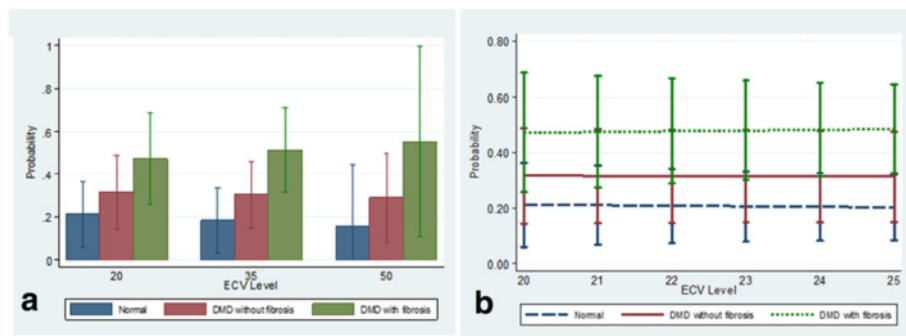 1
.8
.6
.4
.2
0
Probability
20
35
50
ECV Level
Normal
DMD without fibrosis
DMD with fibrosis
a
0.80
0.60
0.40
0.20
0.00
Probability
20
21
22
23
24
25
ECV Level
Normal
DMD without fibrosis
DMD with fibrosis
b